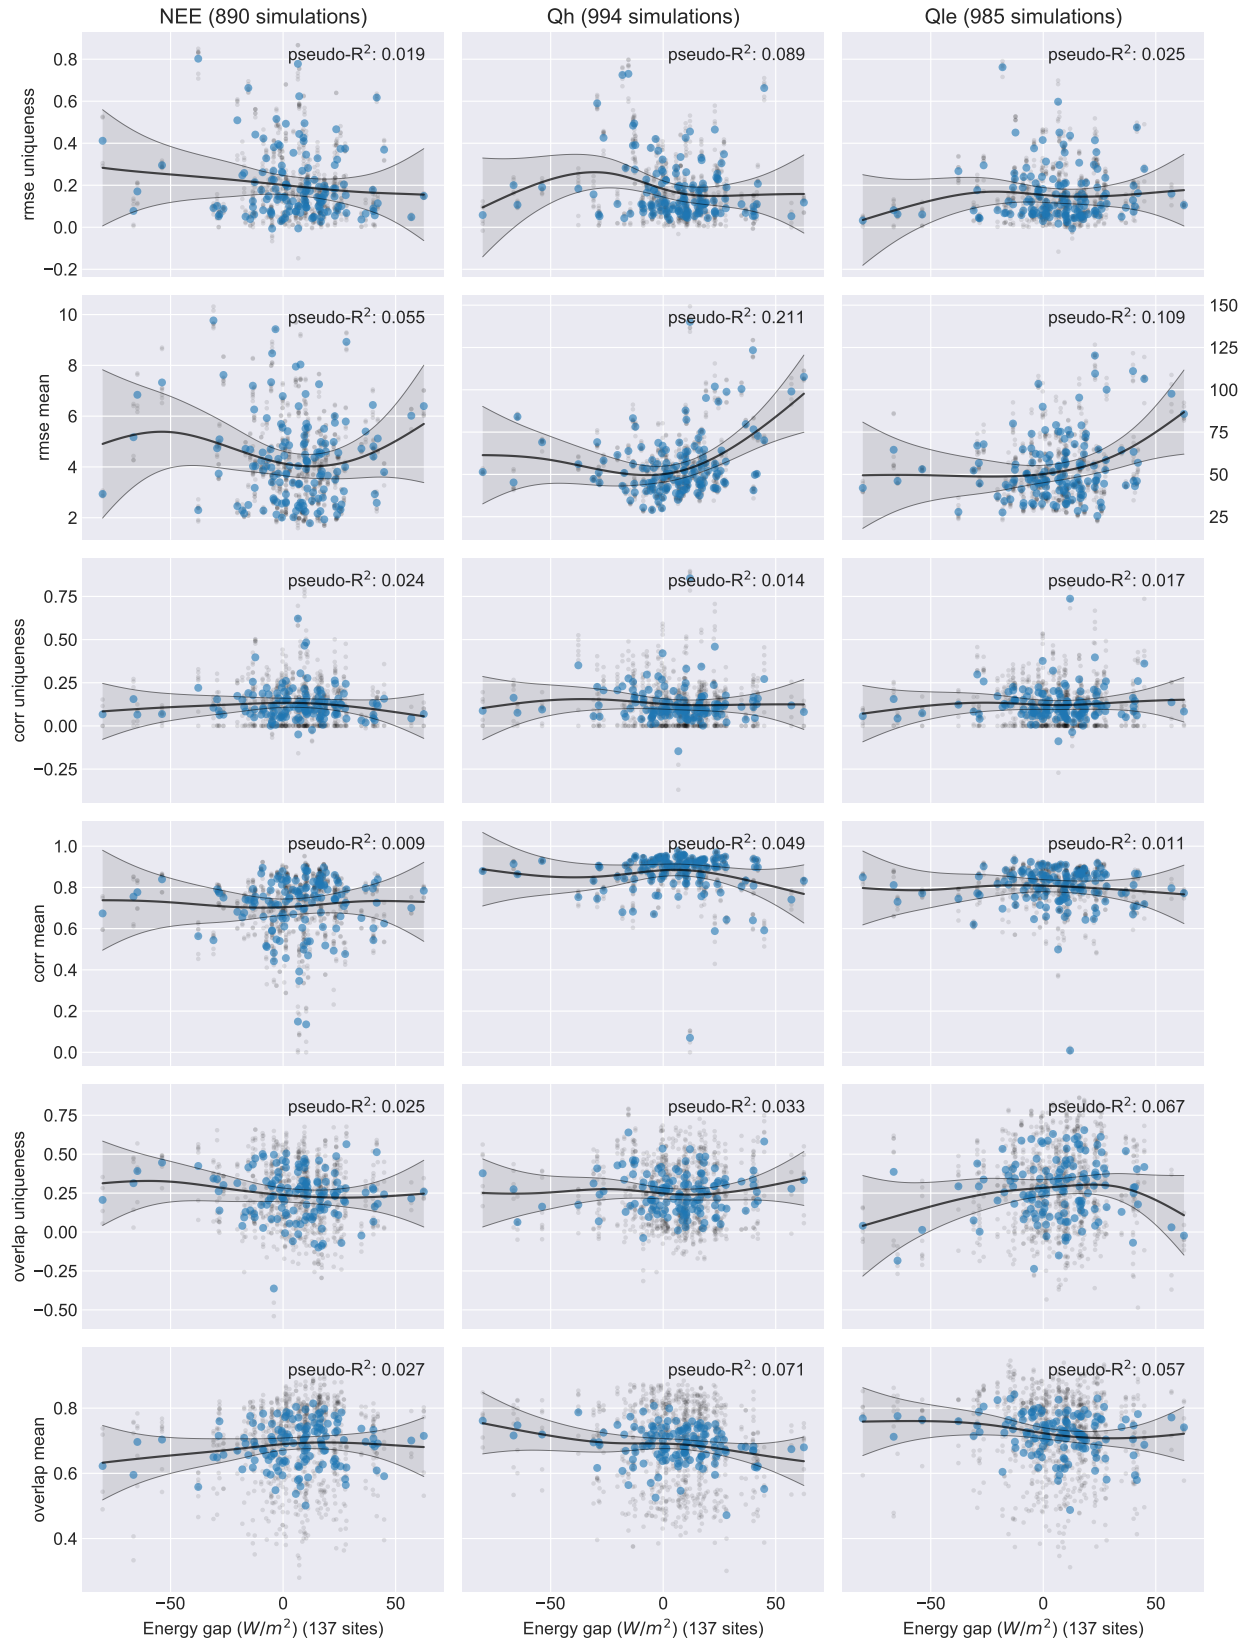 NEE (890 simulations) Qh (994 simulations) Qle (985 simulations)
pseudo-R²: 0.019 pseudo-R²: 0.089 pseudo-R²: 0.025
rmse uniqueness
0.8
0.6
0.4
0.2
0.0
−0.2
pseudo-R²: 0.055 pseudo-R²: 0.211 pseudo-R²: 0.109
rmse mean
10
8
6
4
2
150
125
100
75
50
25
pseudo-R²: 0.024 pseudo-R²: 0.014 pseudo-R²: 0.017
corr uniqueness
0.75
0.50
0.25
0.00
−0.25
pseudo-R²: 0.009 pseudo-R²: 0.049 pseudo-R²: 0.011
corr mean
1.0
0.8
0.6
0.4
0.2
0.0
pseudo-R²: 0.025 pseudo-R²: 0.033 pseudo-R²: 0.067
overlap uniqueness
0.75
0.50
0.25
0.00
−0.25
−0.50
pseudo-R²: 0.027 pseudo-R²: 0.071 pseudo-R²: 0.057
overlap mean
0.8
0.6
0.4
−50 0 50 −50 0 50 −50 0 50
Energy gap (W/m²) (137 sites) Energy gap (W/m²) (137 sites) Energy gap (W/m²) (137 sites)